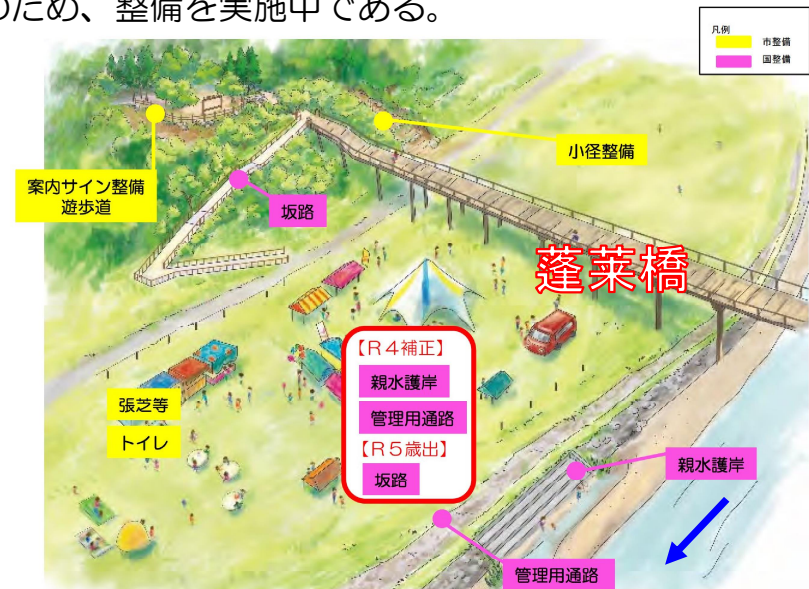 のため、整備を実施中である。
凡例
市整備
国整備
小径整備
案内サイン整備
遊歩道
坂路
蓬莱橋
【R4補正】
親水護岸
管理用通路
【R5歳出】
坂路
張芝等
トイレ
親水護岸
管理用通路